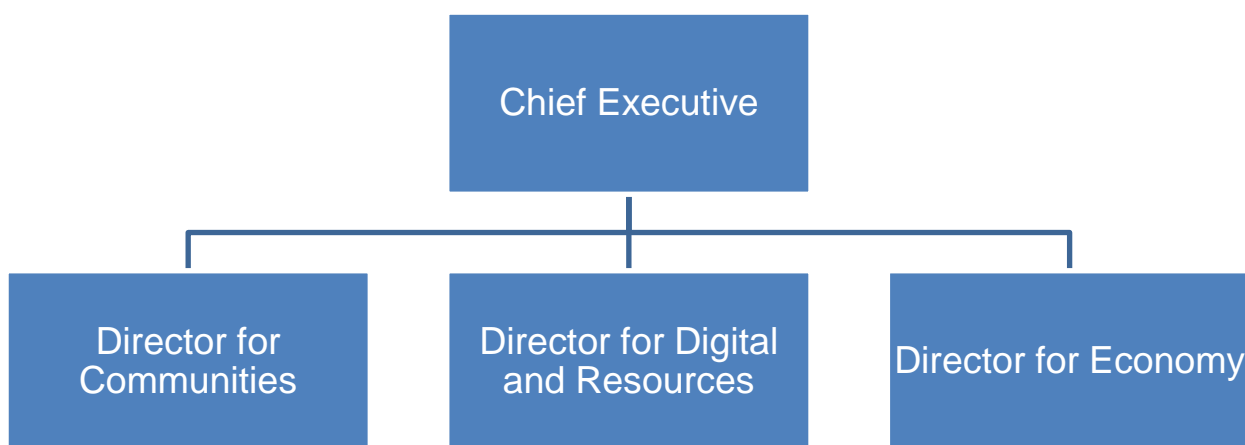 Chief Executive
Director for
Communities
Director for Digital
and Resources
Director for Economy